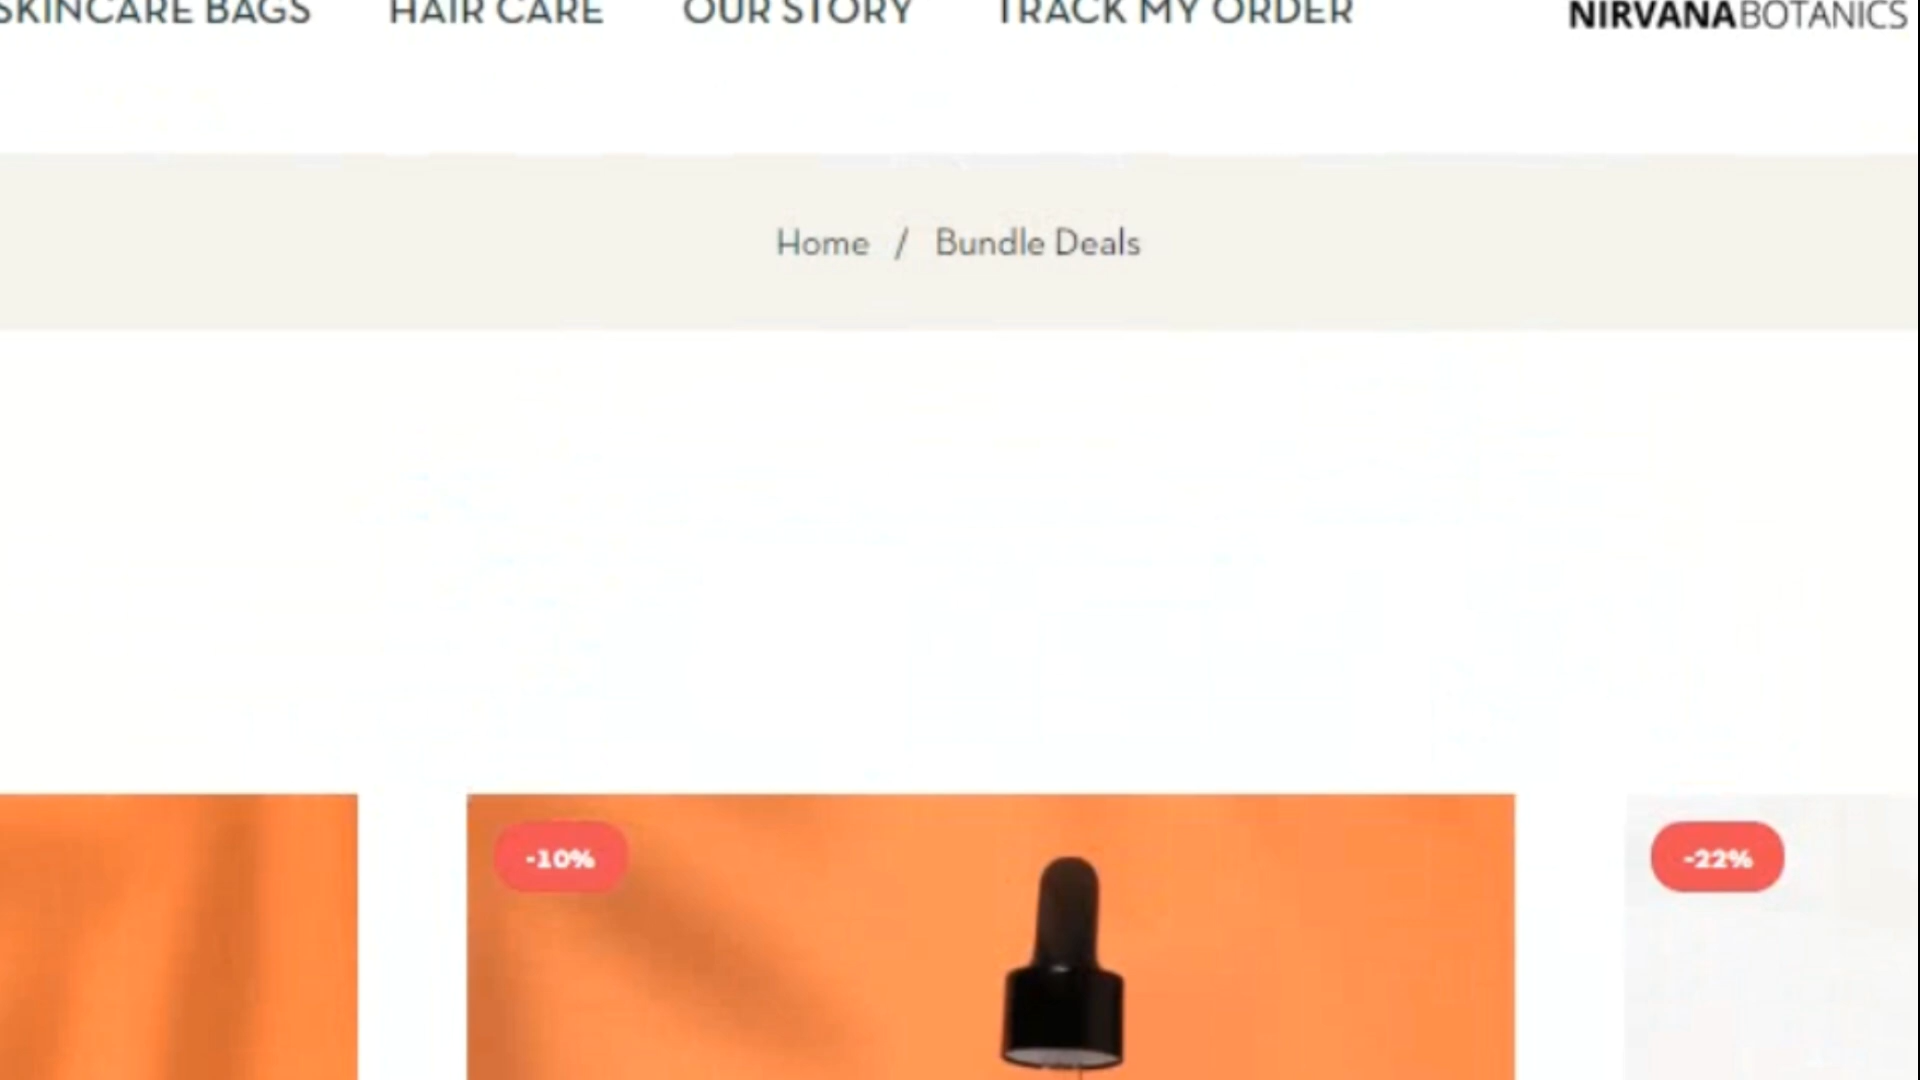 SKINCARE BAGS HAIR CARE OUR STORY TRACK MY ORDER NIRVANABOTANICS
Home / Bundle Deals
-10% -22%